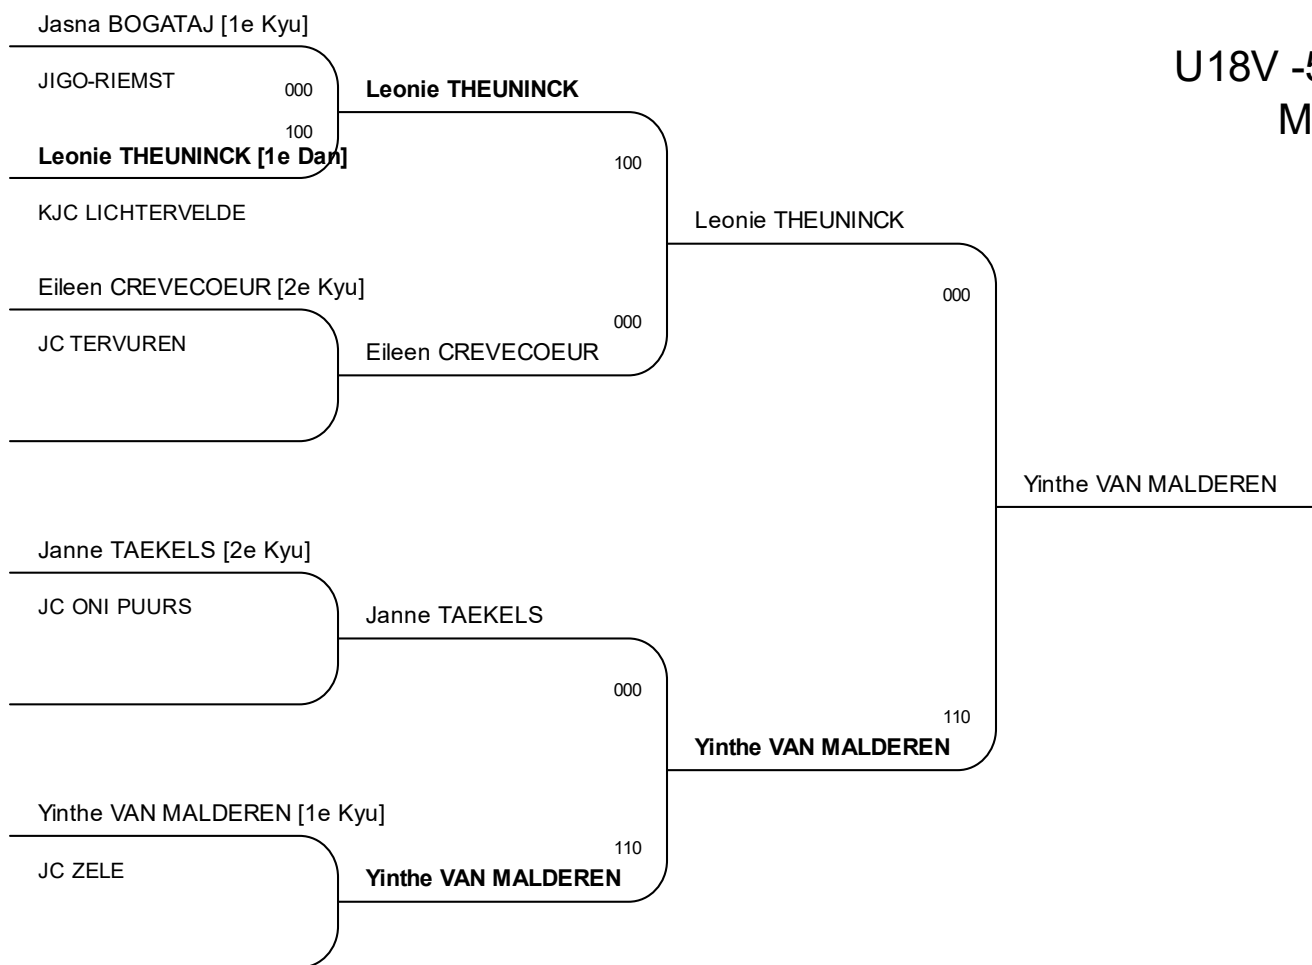 Jasna BOGATAJ [1e Kyu]
JIGO-RIEMST
000
Leonie THEUNINCK
U18V -5
M
100
Leonie THEUNINCK [1e Dan]
100
KJC LICHTERVELDE
Leonie THEUNINCK
Eileen CREVECOEUR [2e Kyu]
000
JC TERVUREN
000
Eileen CREVECOEUR
Yinthe VAN MALDEREN
Janne TAEKELS [2e Kyu]
JC ONI PUURS
Janne TAEKELS
000
110
Yinthe VAN MALDEREN
Yinthe VAN MALDEREN [1e Kyu]
110
JC ZELE
Yinthe VAN MALDEREN